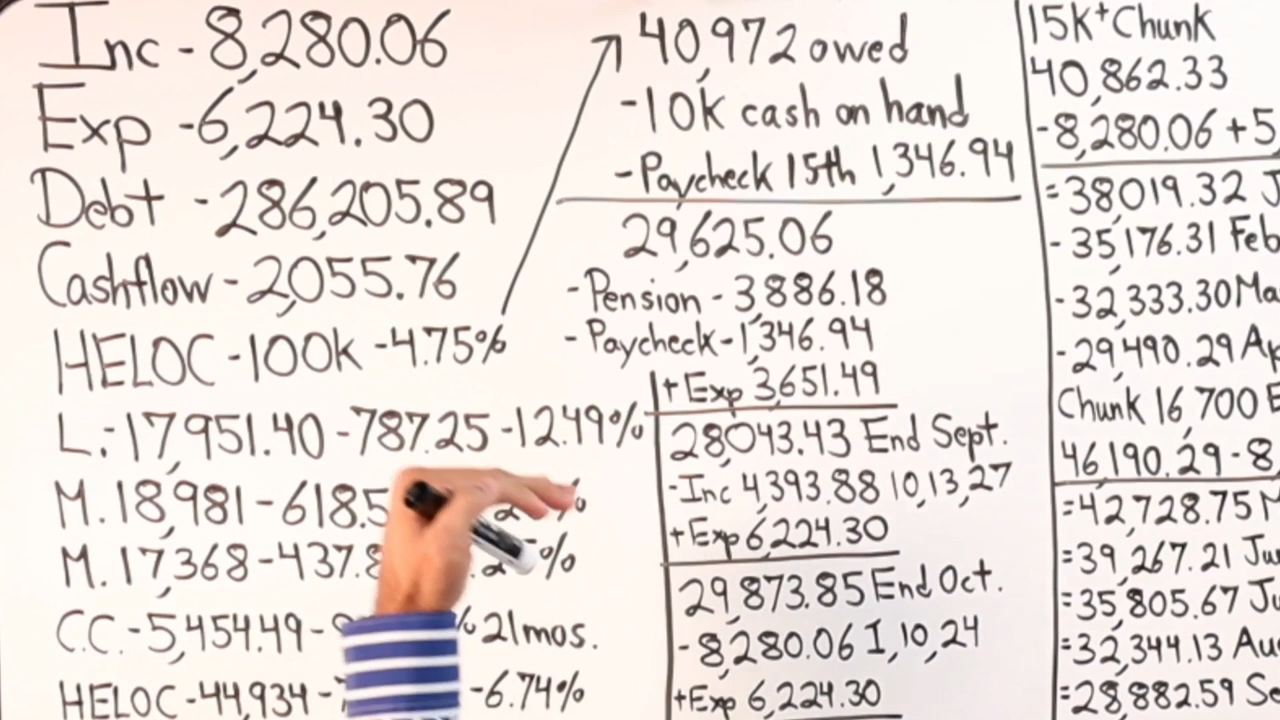 Inc - 8,280.06
Exp - 6,224.30
Debt - 286,205.89
Cashflow - 2,055.76
HELOC - 100k - 4.75%
L. - 17,951.40 - 787.25 - 12.49%
M. 18,981 - 618.5 %
M. 17,368 - 437.8 %
C.C. - 5,454.49 - % 21mos.
HELOC - 44,934 - - 6.74%
40,972 owed
- 10k cash on hand
- Paycheck 15th 1,346.94
29,625.06
- Pension - 3,886.18
- Paycheck - 1,346.94
+ Exp 3,651.49
28,043.43 End Sept.
- Inc 4,393.88 10,13,27
+ Exp 6,224.30
29,873.85 End Oct.
- 8,280.06 I,10,24
+ Exp 6,224.30
15K+ Chunk
40,862.33
- 8,280.06 + 5,
= 38019.32 J
- 35,176.31 Feb
- 32,333.30 Ma
- 29,490.29 Ap
Chunk 16,700 E
46,190.29 - 8
= 42,728.75 M
= 39,267.21 Ju
= 35,805.67 Ju
= 32,344.13 Au
= 28,882.59 Se